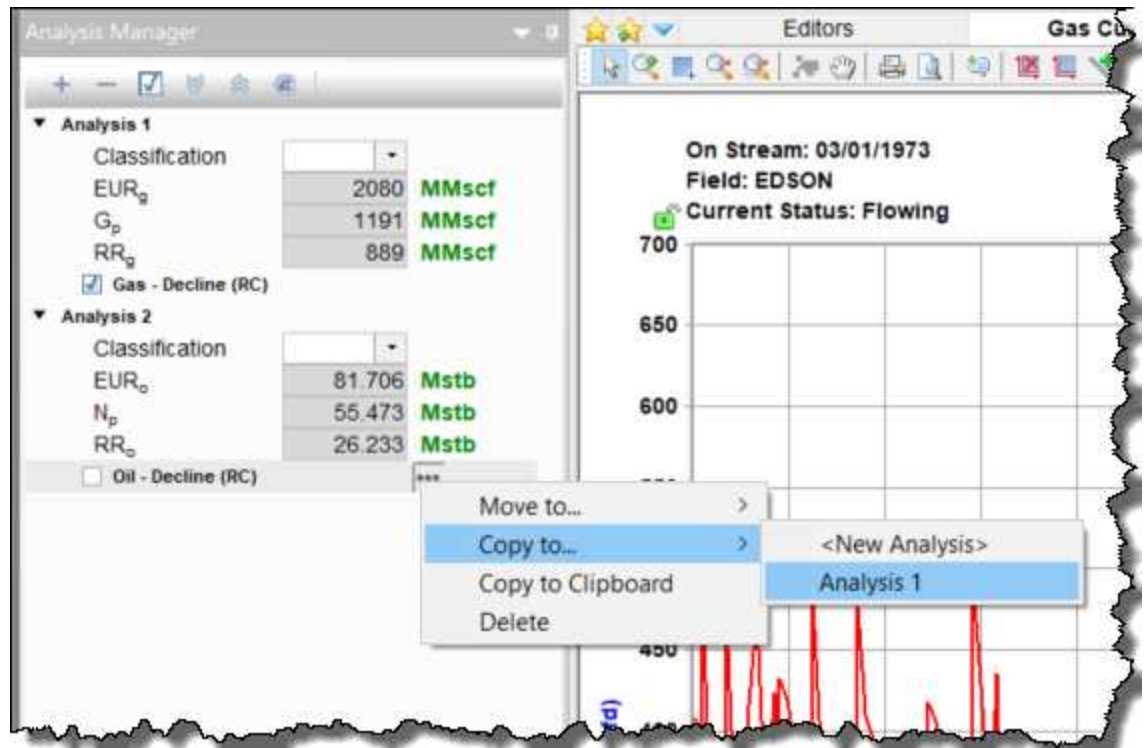 Analysis Manager
Analysis 1
Classification
EURg 2080 MMscf
Gp 1191 MMscf
RRg 889 MMscf
Gas - Decline (RC)
Analysis 2
Classification
EURo 81.706 Mstb
Np 55.473 Mstb
RRo 26.233 Mstb
Oil - Decline (RC)
Move to...
Copy to...
Copy to Clipboard
Delete
<New Analysis>
Analysis 1
Editors
On Stream: 03/01/1973
Field: EDSON
Current Status: Flowing
700
650
600
450